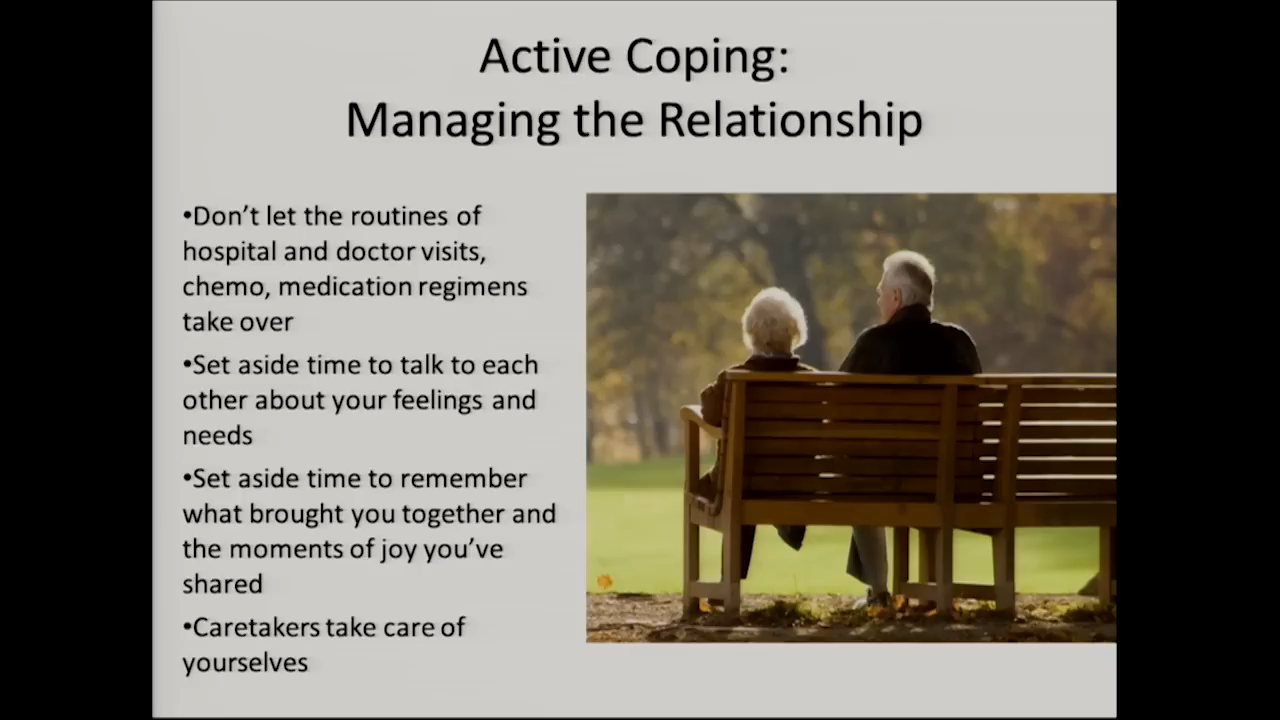 Active Coping:
Managing the Relationship
•Don’t let the routines of
hospital and doctor visits,
chemo, medication regimens
take over
•Set aside time to talk to each
other about your feelings and
needs
•Set aside time to remember
what brought you together and
the moments of joy you’ve
shared
•Caretakers take care of
yourselves